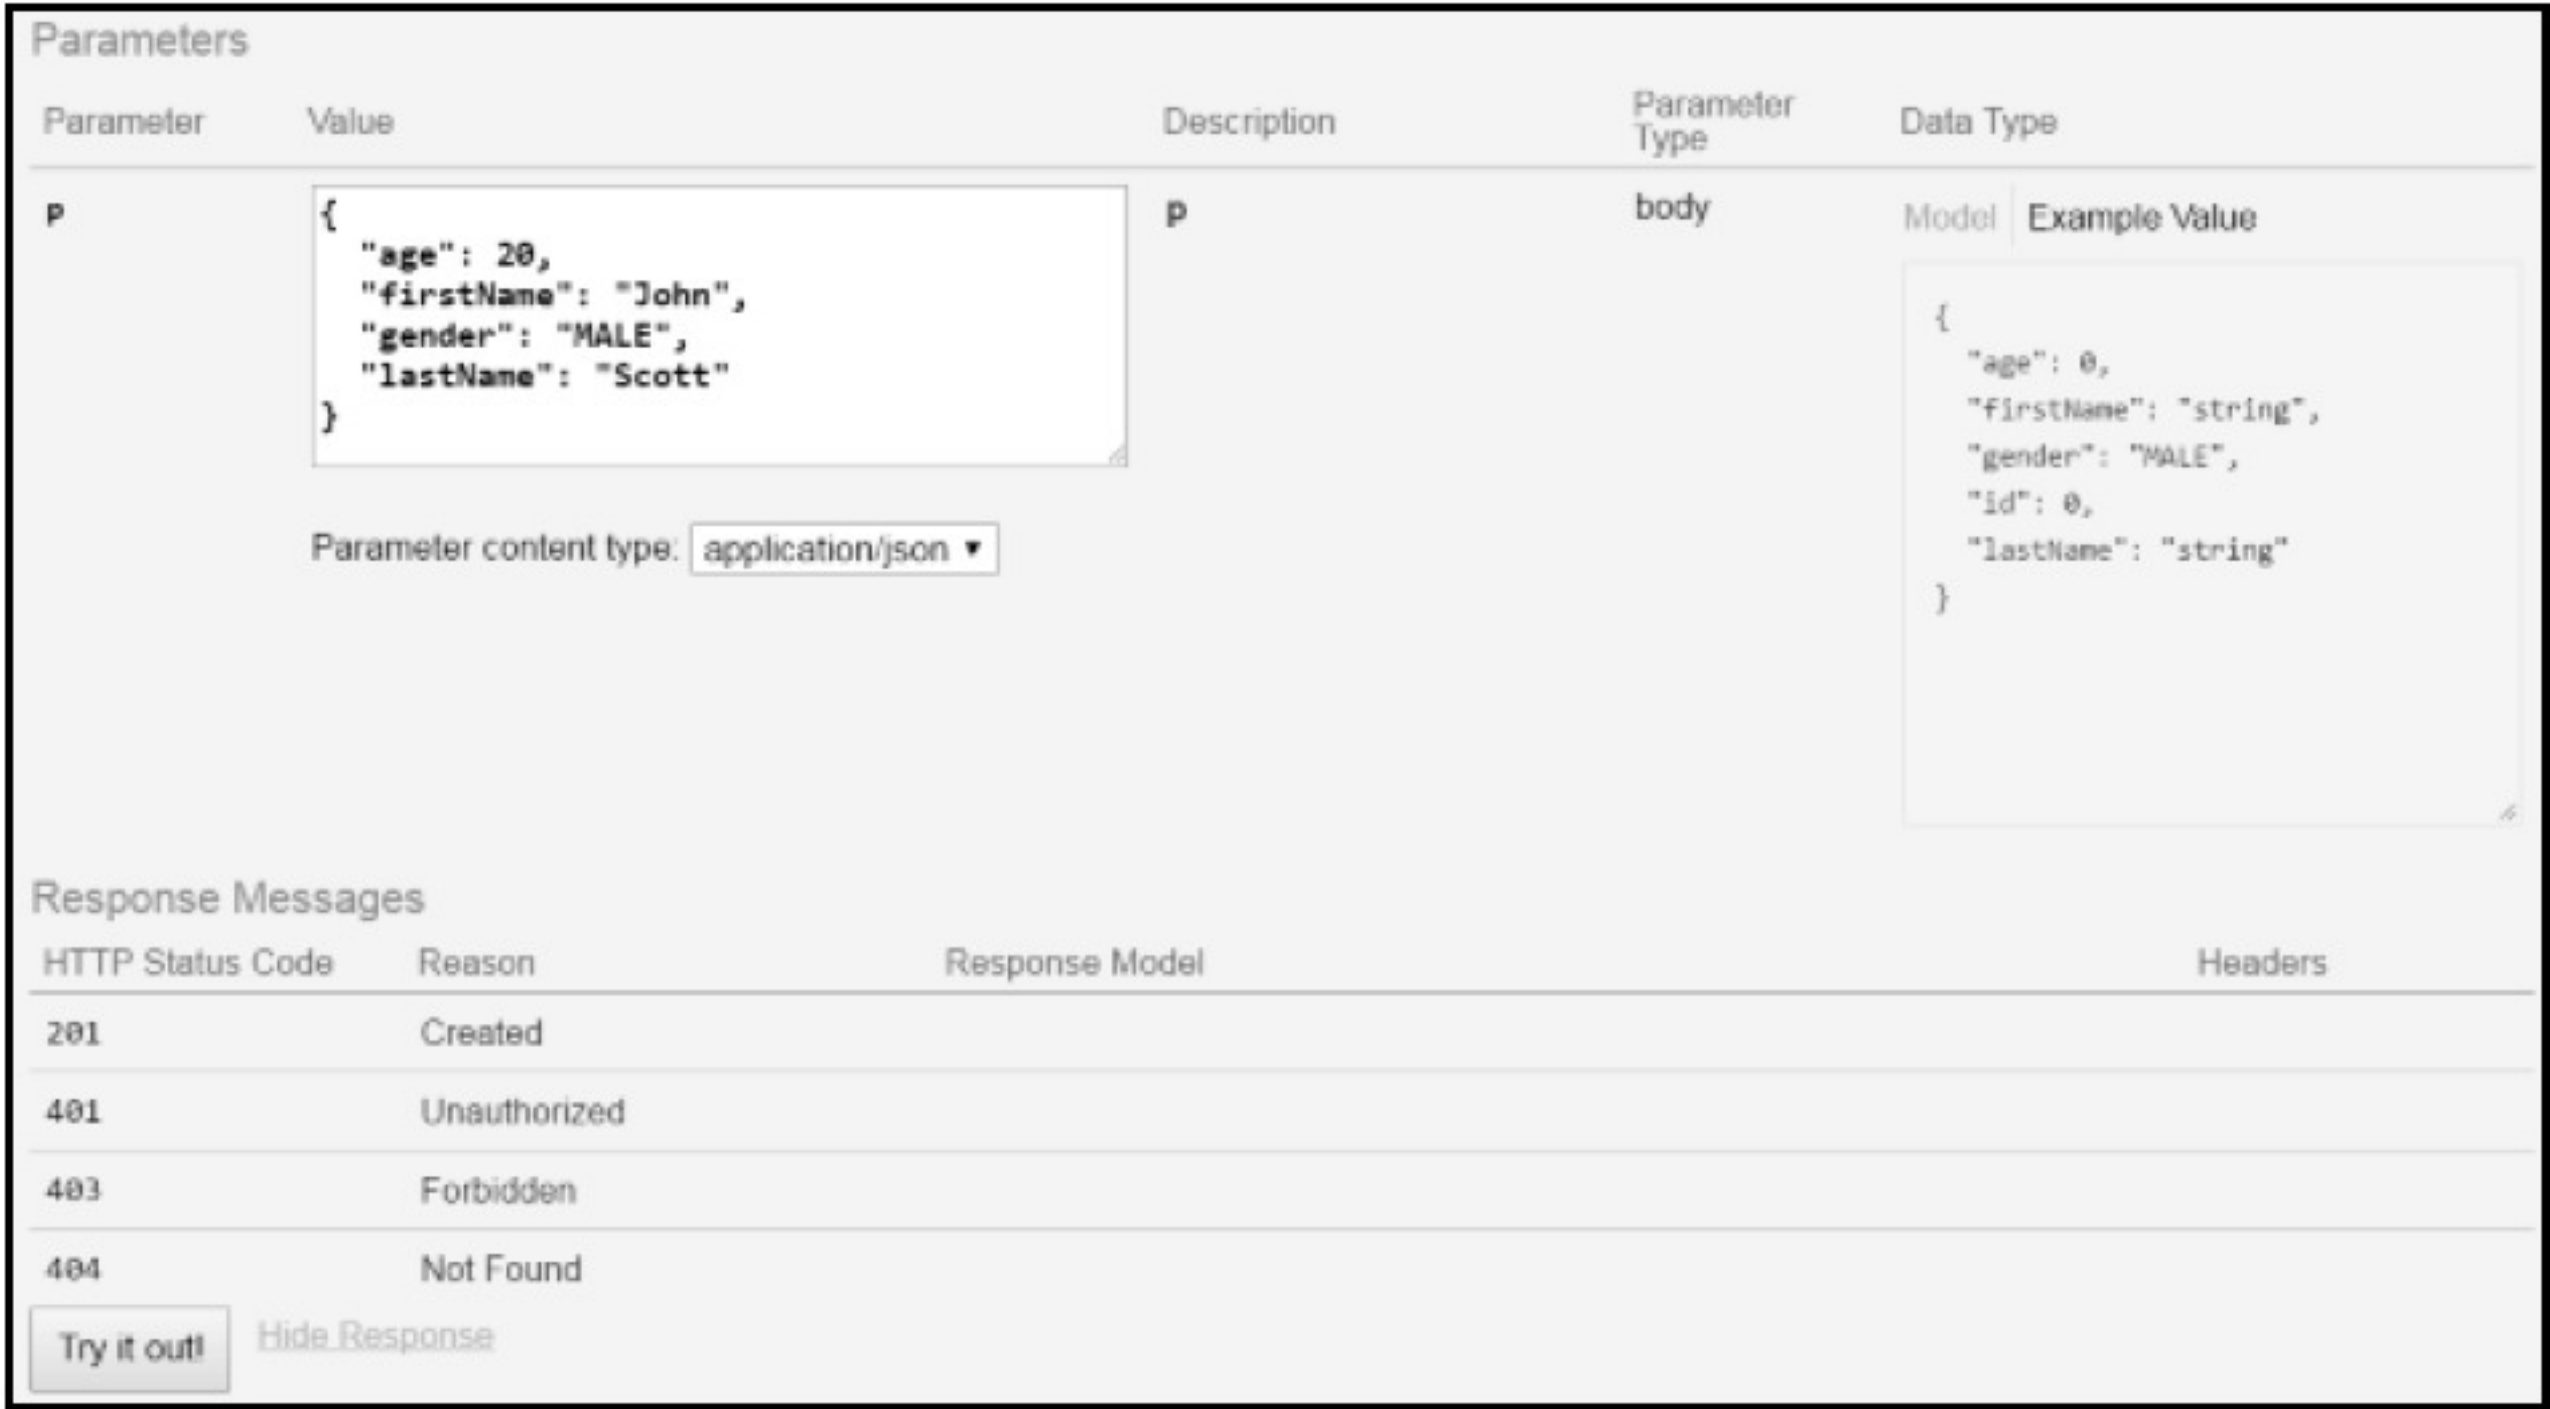 Parameters
Parameter Value Description Parameter Type Data Type
p
{
"age": 20,
"firstName": "John",
"gender": "MALE",
"lastName": "Scott"
}
Parameter content type: application/json
p
body
Model Example Value
{
"age": 0,
"firstName": "string",
"gender": "MALE",
"id": 0,
"lastName": "string"
}
Response Messages
HTTP Status Code Reason Response Model Headers
201 Created
401 Unauthorized
403 Forbidden
404 Not Found
Try it out! Hide Response